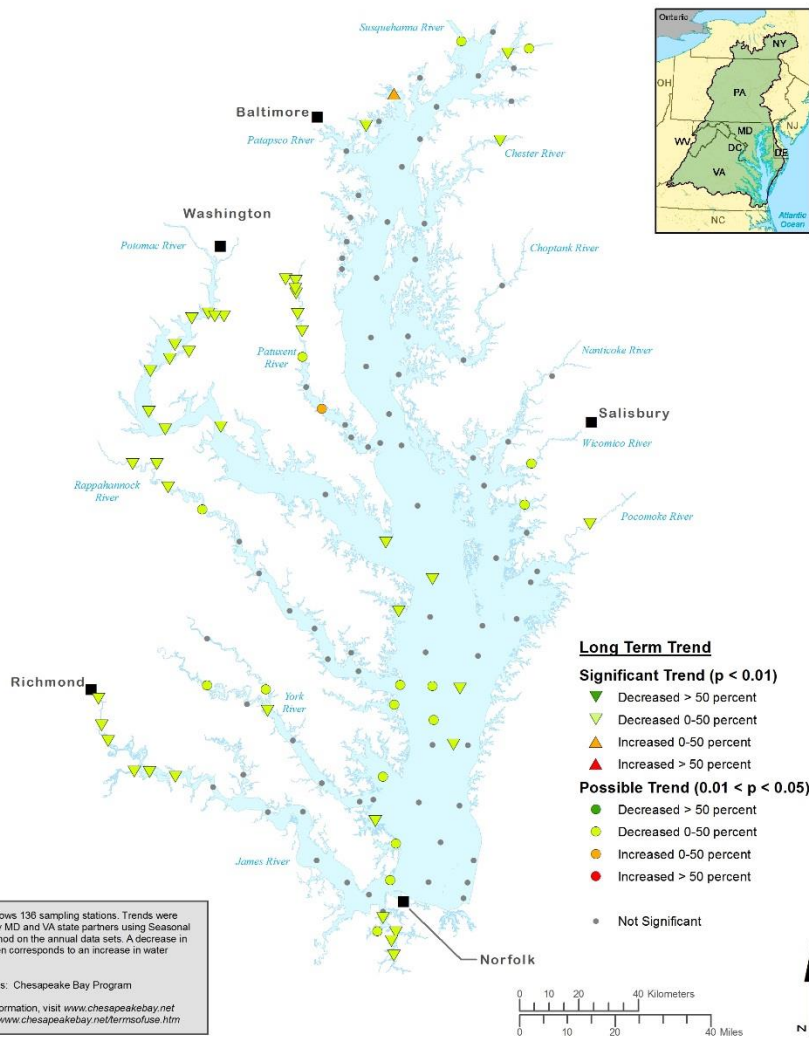 Susquehanna River
Baltimore
Patapsco River
Chester River
Washington
Potomac River
Choptank River
Patuxent
River
Nanticoke River
Salisbury
Wicomico River
Rappahannock
River
Pocomoke River
Richmond
York
River
James River
Norfolk
Ontario
NY
OH
PA
NJ
MD
WV
DC
DE
VA
NC
Atlantic
Ocean
Long Term Trend
Significant Trend (p < 0.01)
Decreased > 50 percent
Decreased 0-50 percent
Increased 0-50 percent
Increased > 50 percent
Possible Trend (0.01 < p < 0.05)
Decreased > 50 percent
Decreased 0-50 percent
Increased 0-50 percent
Increased > 50 percent
Not Significant
ows 136 sampling stations. Trends were
y MD and VA state partners using Seasonal
nod on the annual data sets. A decrease in
en corresponds to an increase in water
s: Chesapeake Bay Program
ormation, visit www.chesapeakebay.net
www.chesapeakebay.net/termsofuse.htm
0 10 20 40 Kilometers
0 10 20 40 Miles
N